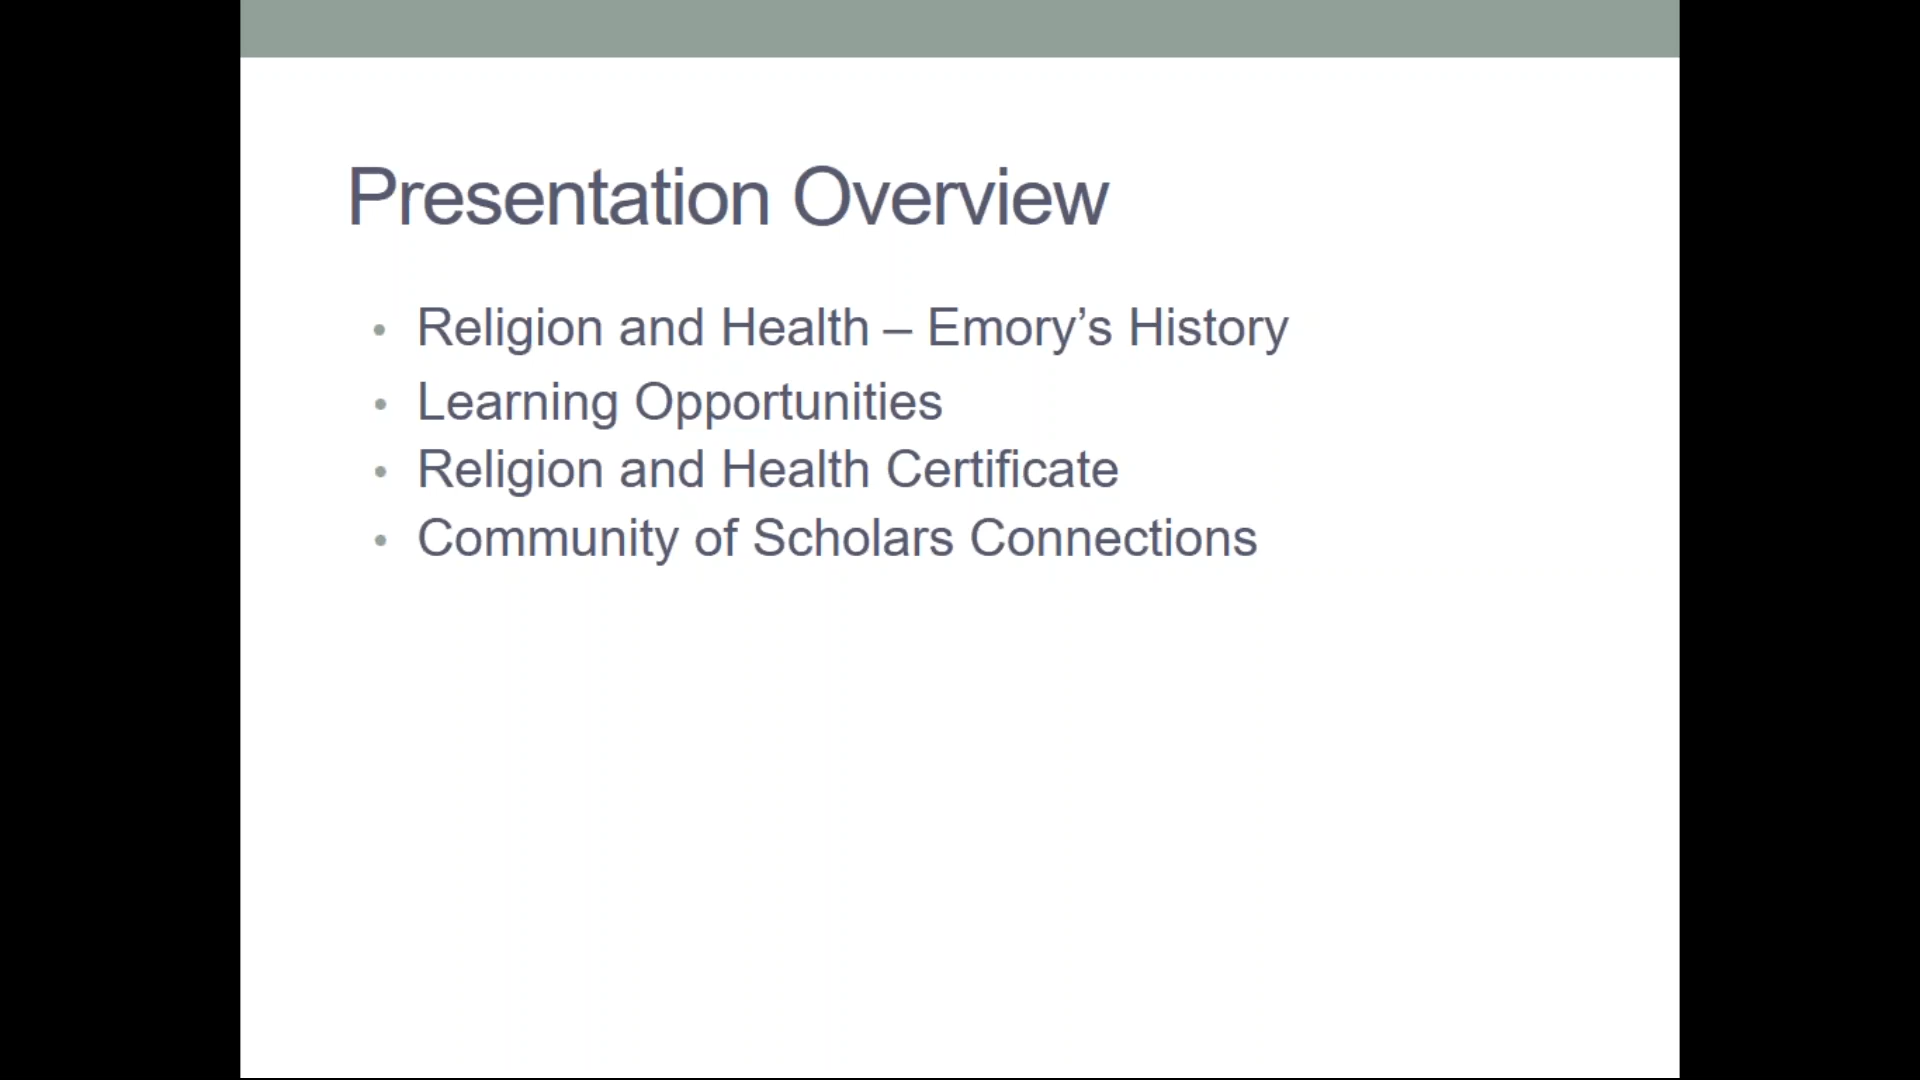 Presentation Overview
• Religion and Health – Emory’s History
• Learning Opportunities
• Religion and Health Certificate
• Community of Scholars Connections